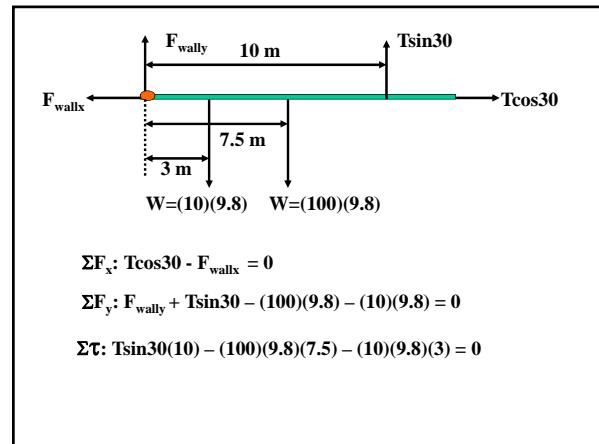 F_wally
10 m
Tsin30
F_wallx
Tcos30
7.5 m
3 m
W=(10)(9.8) W=(100)(9.8)
ΣF_x: Tcos30 - F_wallx = 0
ΣF_y: F_wally + Tsin30 – (100)(9.8) – (10)(9.8) = 0
Στ: Tsin30(10) – (100)(9.8)(7.5) – (10)(9.8)(3) = 0